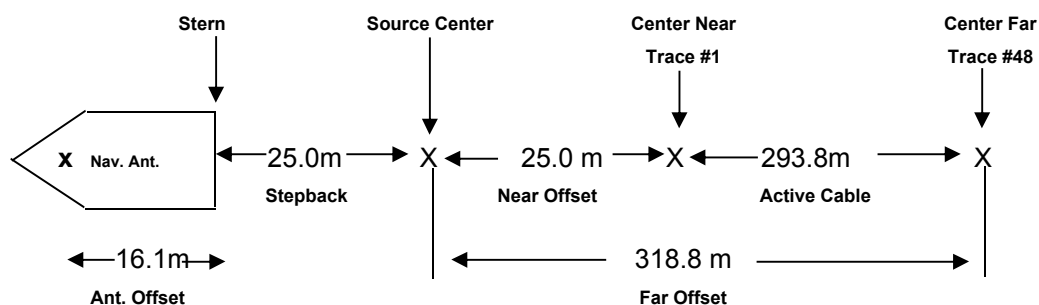 Stern
Source Center
Center Near
Trace #1
Center Far
Trace #48
X Nav. Ant.
25.0m
X
25.0 m
X
293.8m
X
Stepback
Near Offset
Active Cable
16.1m
318.8 m
Ant. Offset
Far Offset